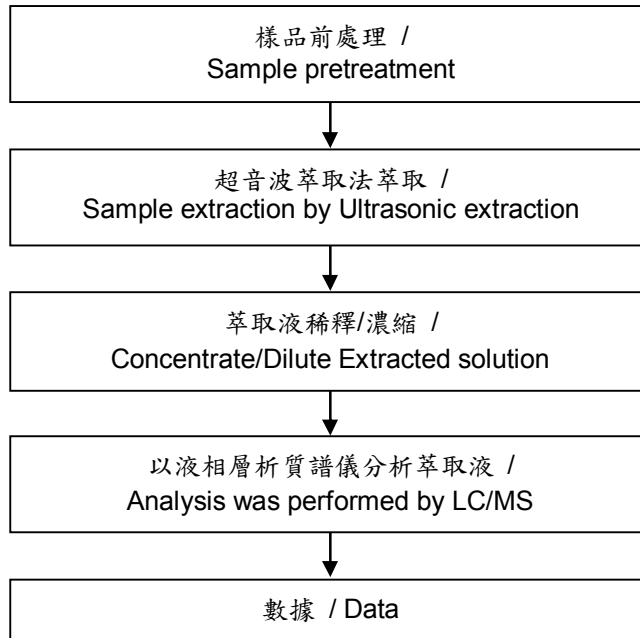 樣品前處理 /
Sample pretreatment
超音波萃取法萃取 /
Sample extraction by Ultrasonic extraction
萃取液稀釋/濃縮 /
Concentrate/Dilute Extracted solution
以液相層析質譜儀分析萃取液 /
Analysis was performed by LC/MS
數據 / Data